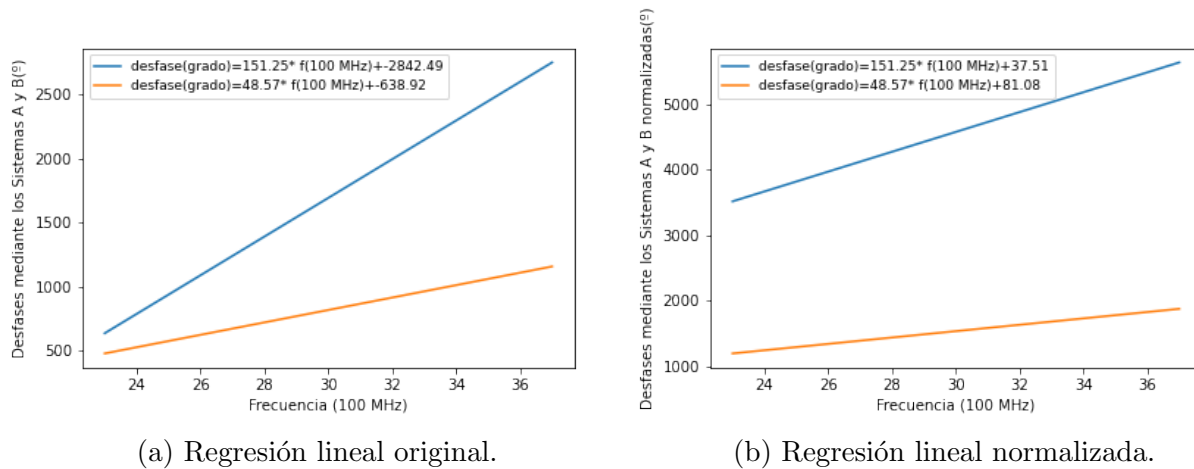 desfase(grado)=151.25* f(100 MHz)+-2842.49
desfase(grado)=48.57* f(100 MHz)+-638.92
Desfases mediante los Sistemas A y B(º)
2500
2000
1500
1000
500
24 26 28 30 32 34 36
Frecuencia (100 MHz)
(a) Regresión lineal original.
desfase(grado)=151.25* f(100 MHz)+37.51
desfase(grado)=48.57* f(100 MHz)+81.08
Desfases mediante los Sistemas A y B normalizadas(º)
5000
4000
3000
2000
1000
24 26 28 30 32 34 36
Frecuencia (100 MHz)
(b) Regresión lineal normalizada.